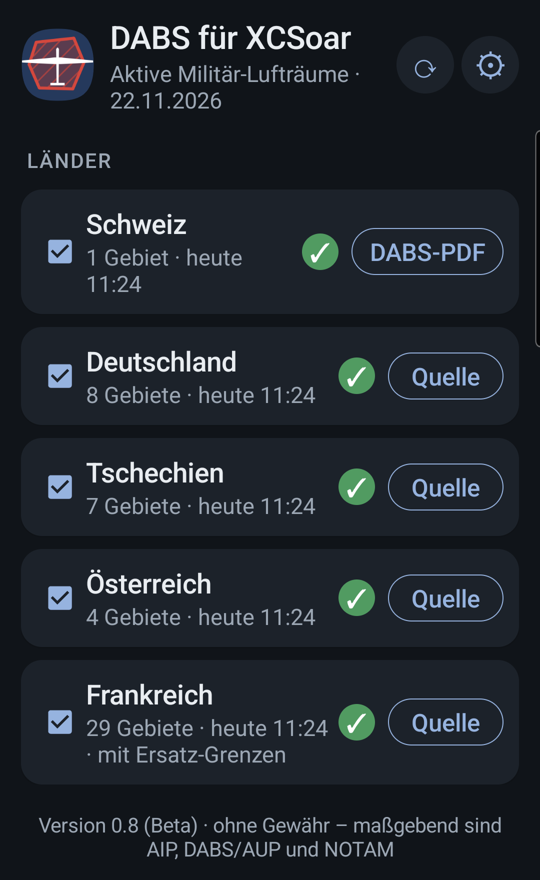 DABS für XCSoar
Aktive Militär-Lufträume ·
22.11.2026
LÄNDER
Schweiz
1 Gebiet · heute
11:24
DABS-PDF
Deutschland
8 Gebiete · heute 11:24
Quelle
Tschechien
7 Gebiete · heute 11:24
Quelle
Österreich
4 Gebiete · heute 11:24
Quelle
Frankreich
29 Gebiete · heute 11:24
· mit Ersatz-Grenzen
Quelle
Version 0.8 (Beta) · ohne Gewähr – maßgebend sind
AIP, DABS/AUP und NOTAM